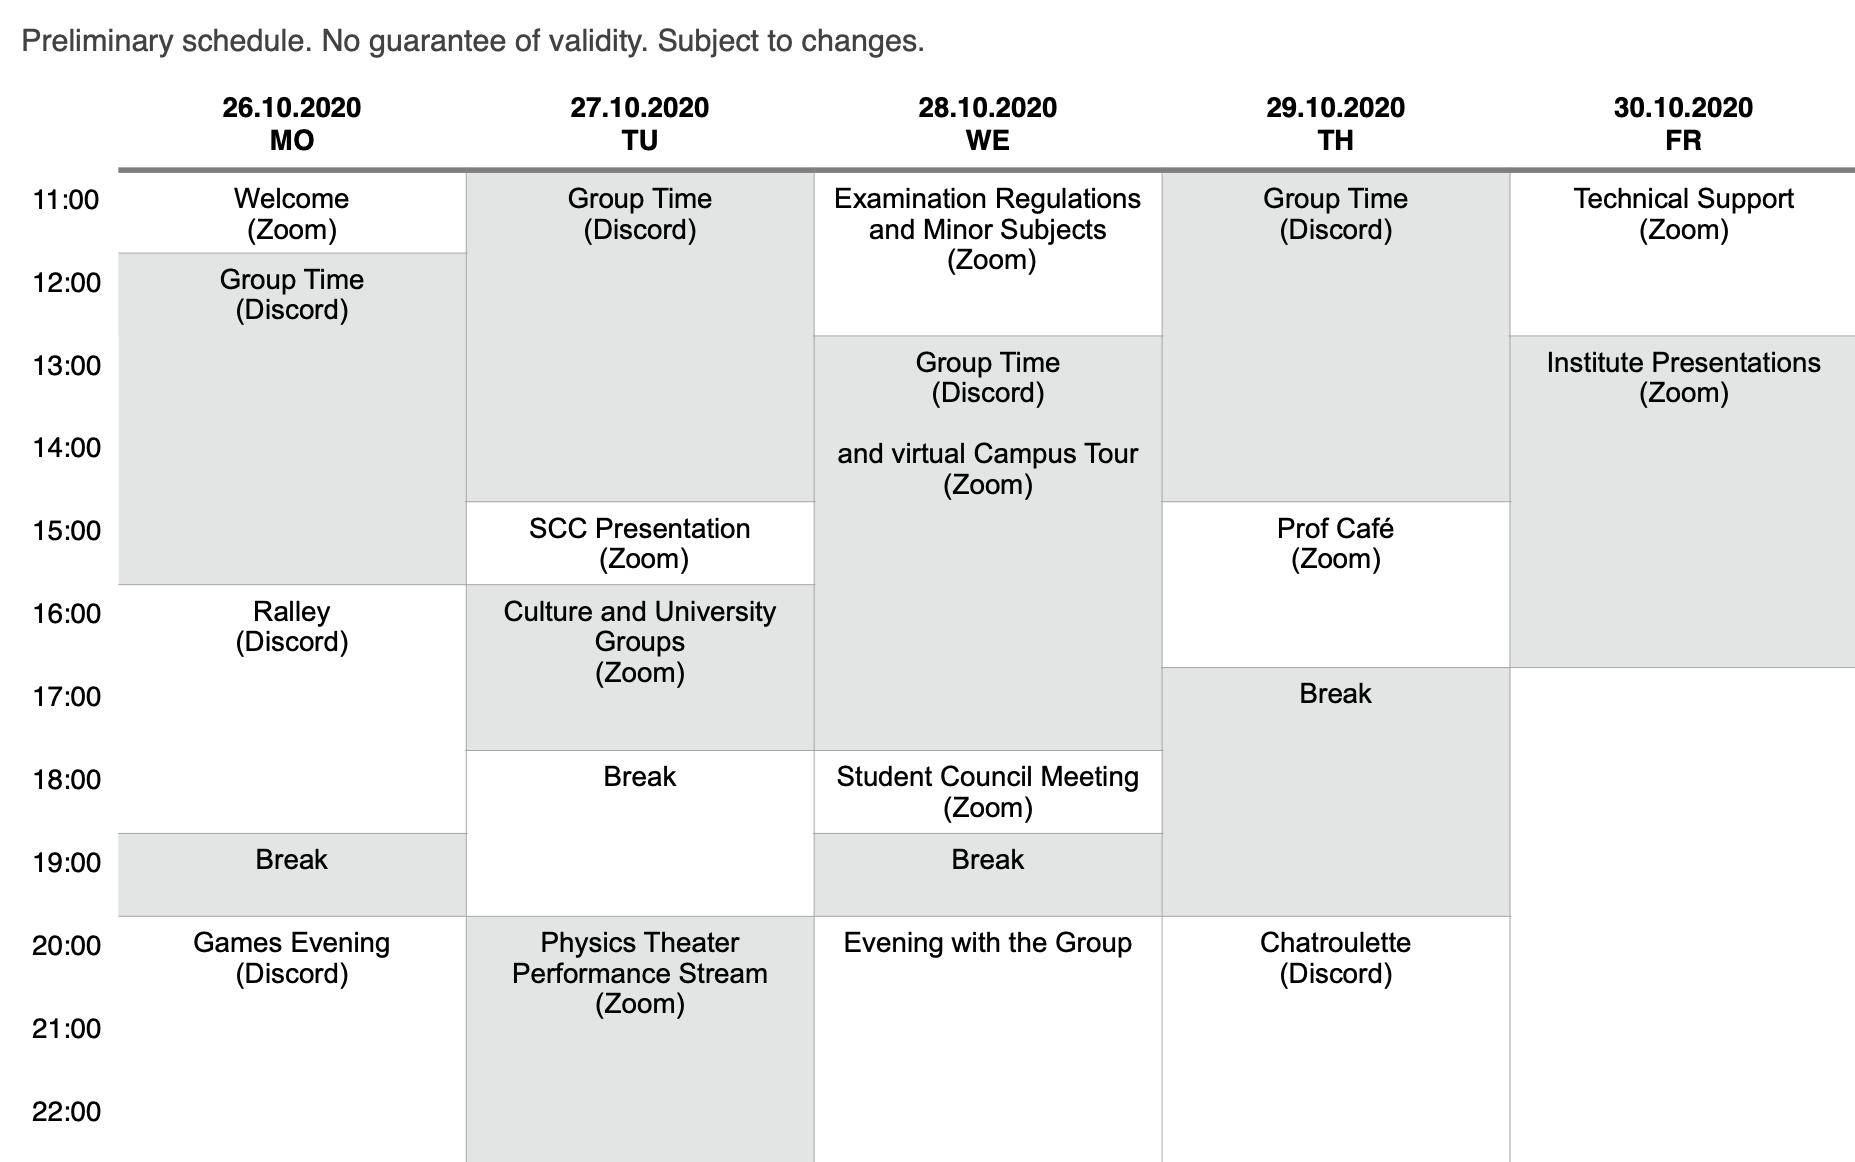 Preliminary schedule. No guarantee of validity. Subject to changes.
26.10.2020 27.10.2020 28.10.2020 29.10.2020 30.10.2020
MO TU WE TH FR
11:00
Welcome
(Zoom)
Group Time
(Discord)
Examination Regulations
and Minor Subjects
(Zoom)
Group Time
(Discord)
Technical Support
(Zoom)
12:00
Group Time
(Discord)
13:00
Group Time
(Discord)
and virtual Campus Tour
(Zoom)
Institute Presentations
(Zoom)
14:00
15:00
SCC Presentation
(Zoom)
Prof Café
(Zoom)
16:00
Ralley
(Discord)
Culture and University
Groups
(Zoom)
17:00
Break
18:00
Break
Student Council Meeting
(Zoom)
19:00
Break
Break
20:00
Games Evening
(Discord)
Physics Theater
Performance Stream
(Zoom)
Evening with the Group
Chatroulette
(Discord)
21:00
22:00